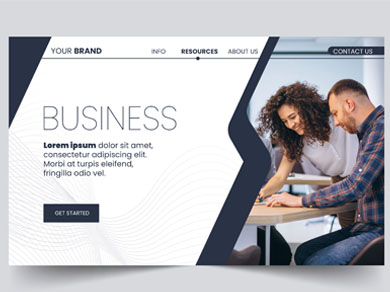 YOUR BRAND
INFO RESOURCES ABOUT US CONTACT US
BUSINESS
Lorem ipsum dolor sit amet,
consectetur adipiscing elit.
Morbi at turpis eleifend,
fringilla odio vel.
GET STARTED